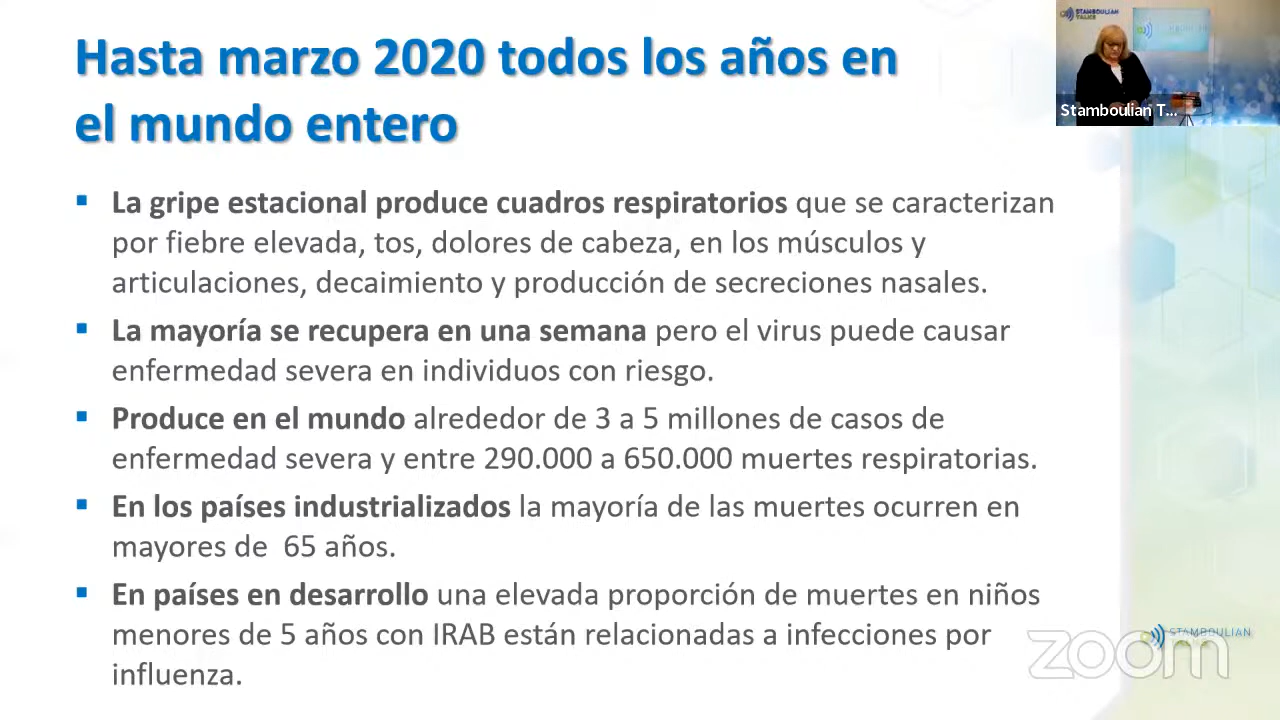 Hasta marzo 2020 todos los años en
el mundo entero
STAMBOULIAN
TALKS
Stamboulian T...
▪ La gripe estacional produce cuadros respiratorios que se caracterizan
por fiebre elevada, tos, dolores de cabeza, en los músculos y
articulaciones, decaimiento y producción de secreciones nasales.
▪ La mayoría se recupera en una semana pero el virus puede causar
enfermedad severa en individuos con riesgo.
▪ Produce en el mundo alrededor de 3 a 5 millones de casos de
enfermedad severa y entre 290.000 a 650.000 muertes respiratorias.
▪ En los países industrializados la mayoría de las muertes ocurren en
mayores de 65 años.
▪ En países en desarrollo una elevada proporción de muertes en niños
menores de 5 años con IRAB están relacionadas a infecciones por
influenza.
STAMBOULIAN
zoom